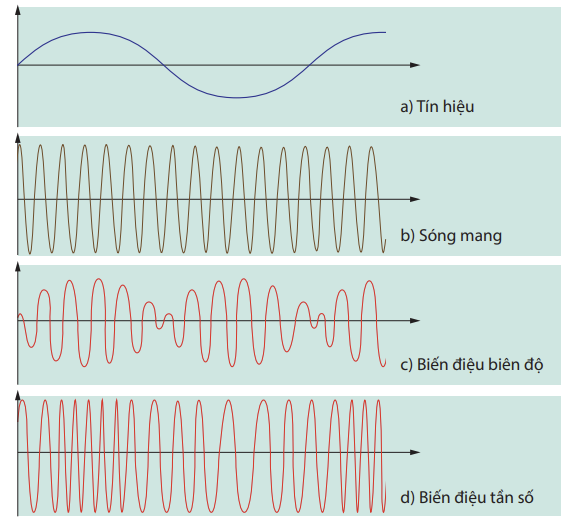 a) Tín hiệu
b) Sóng mang
c) Biến điệu biên độ
d) Biến điệu tần số